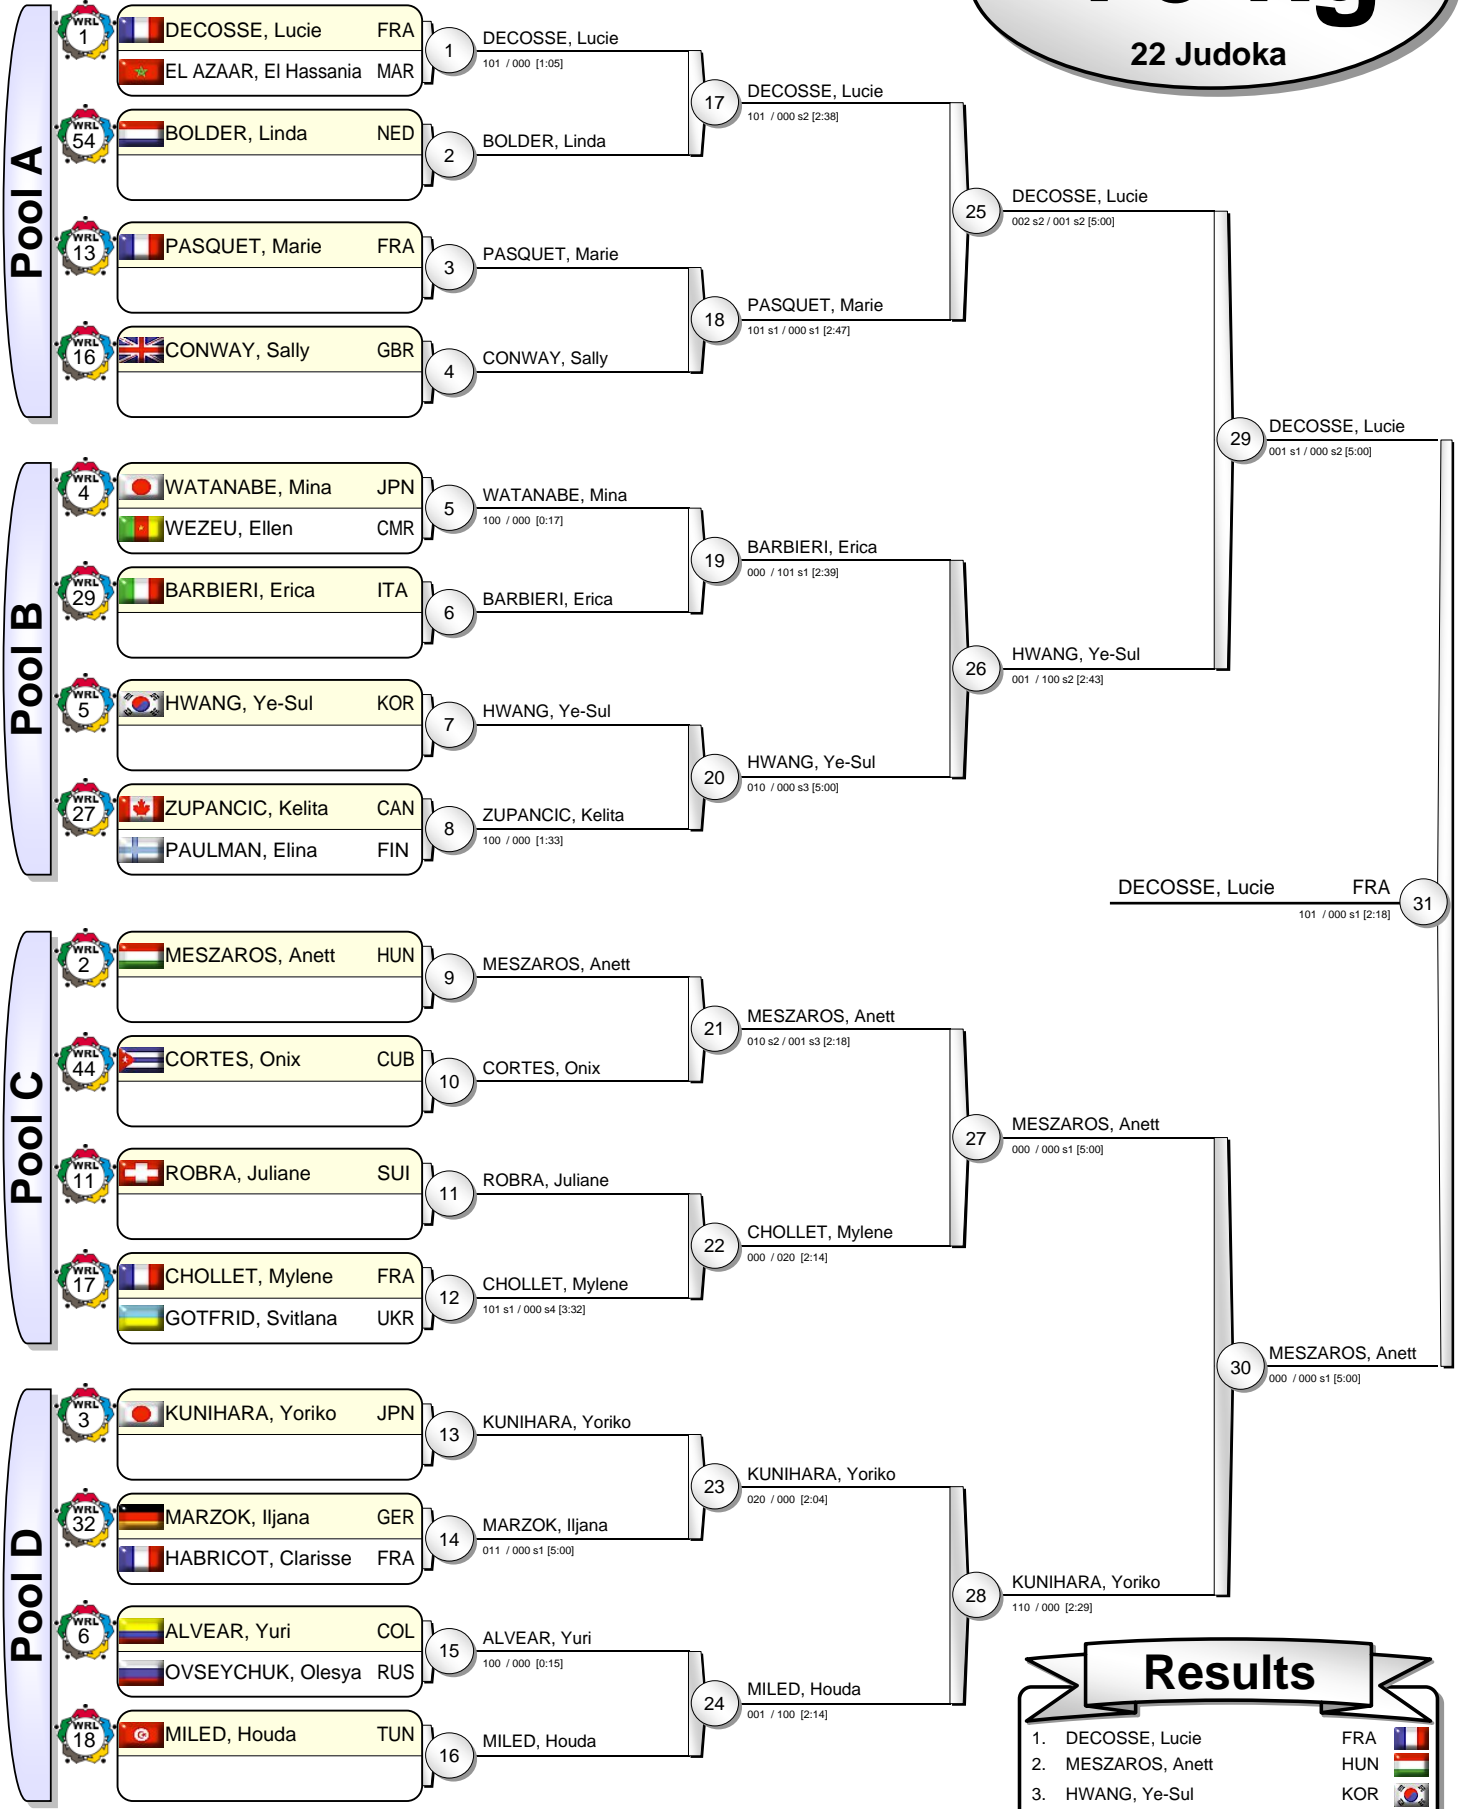 22 Judoka
Pool A
WRL 1 DECOSSE, Lucie FRA
EL AZAAR, El Hassania MAR
WRL 54 BOLDER, Linda NED
WRL 13 PASQUET, Marie FRA
WRL 16 CONWAY, Sally GBR
1 DECOSSE, Lucie
101 / 000 [1:05]
2 BOLDER, Linda
3 PASQUET, Marie
4 CONWAY, Sally
17 DECOSSE, Lucie
101 / 000 s2 [2:38]
18 PASQUET, Marie
101 s1 / 000 s1 [2:47]
25 DECOSSE, Lucie
002 s2 / 001 s2 [5:00]
Pool B
WRL 4 WATANABE, Mina JPN
WEZEU, Ellen CMR
WRL 29 BARBIERI, Erica ITA
WRL 5 HWANG, Ye-Sul KOR
WRL 27 ZUPANCIC, Kelita CAN
PAULMAN, Elina FIN
5 WATANABE, Mina
100 / 000 [0:17]
6 BARBIERI, Erica
7 HWANG, Ye-Sul
8 ZUPANCIC, Kelita
100 / 000 [1:33]
19 BARBIERI, Erica
000 / 101 s1 [2:39]
20 HWANG, Ye-Sul
010 / 000 s3 [5:00]
26 HWANG, Ye-Sul
001 / 100 s2 [2:43]
29 DECOSSE, Lucie
001 s1 / 000 s2 [5:00]
DECOSSE, Lucie FRA 31
101 / 000 s1 [2:18]
Pool C
WRL 2 MESZAROS, Anett HUN
WRL 44 CORTES, Onix CUB
WRL 11 ROBRA, Juliane SUI
WRL 17 CHOLLET, Mylene FRA
GOTFRID, Svitlana UKR
9 MESZAROS, Anett
10 CORTES, Onix
11 ROBRA, Juliane
12 CHOLLET, Mylene
101 s1 / 000 s4 [3:32]
21 MESZAROS, Anett
010 s2 / 001 s3 [2:18]
22 CHOLLET, Mylene
000 / 020 [2:14]
27 MESZAROS, Anett
000 / 000 s1 [5:00]
Pool D
WRL 3 KUNIHARA, Yoriko JPN
WRL 32 MARZOK, Iljana GER
HABRICOT, Clarisse FRA
WRL 6 ALVEAR, Yuri COL
OVSEYCHUK, Olesya RUS
WRL 18 MILED, Houda TUN
13 KUNIHARA, Yoriko
14 MARZOK, Iljana
011 / 000 s1 [5:00]
15 ALVEAR, Yuri
100 / 000 [0:15]
16 MILED, Houda
23 KUNIHARA, Yoriko
020 / 000 [2:04]
24 MILED, Houda
001 / 100 [2:14]
28 KUNIHARA, Yoriko
110 / 000 [2:29]
30 MESZAROS, Anett
000 / 000 s1 [5:00]
Results
1. DECOSSE, Lucie FRA
2. MESZAROS, Anett HUN
3. HWANG, Ye-Sul KOR